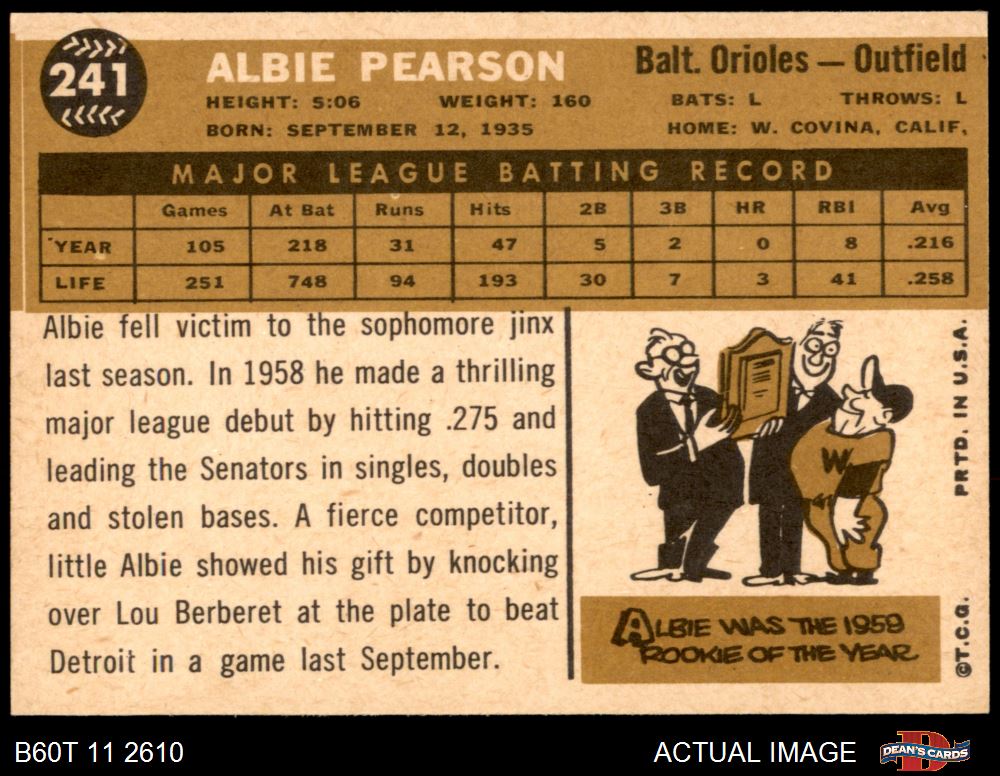 241
ALBIE PEARSON
Balt. Orioles — Outfield
HEIGHT: 5:06 WEIGHT: 160 BATS: L THROWS: L
BORN: SEPTEMBER 12, 1935 HOME: W. COVINA, CALIF.
MAJOR LEAGUE BATTING RECORD
Games At Bat Runs Hits 2B 3B HR RBI Avg
YEAR 105 218 31 47 5 2 0 8 .216
LIFE 251 748 94 193 30 7 3 41 .258
Albie fell victim to the sophomore jinx
last season. In 1958 he made a thrilling
major league debut by hitting .275 and
leading the Senators in singles, doubles
and stolen bases. A fierce competitor,
little Albie showed his gift by knocking
over Lou Berberet at the plate to beat
Detroit in a game last September.
W
ALBIE WAS THE 1958
ROOKIE OF THE YEAR
PRTD. IN U.S.A.
©T.C.G.
B60T 11 2610
ACTUAL IMAGE
D
DEAN'S CARDS